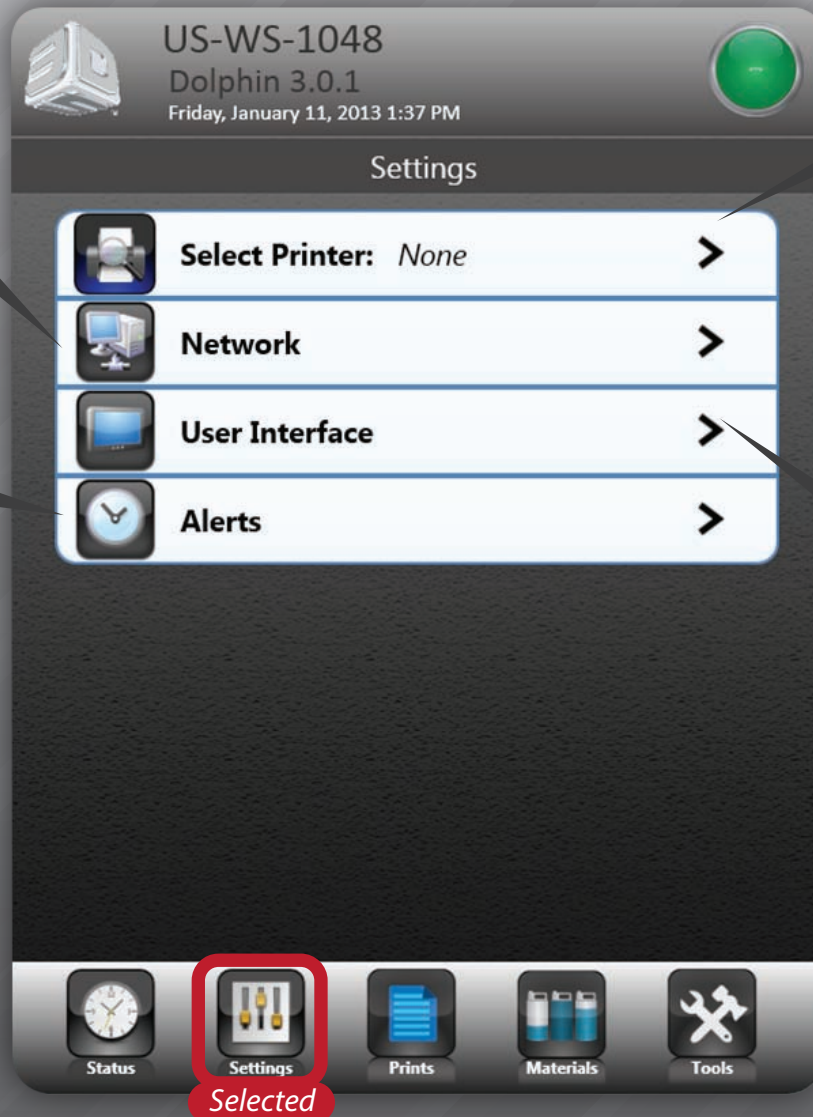 US-WS-1048
Dolphin 3.0.1
Friday, January 11, 2013 1:37 PM
Settings
Select Printer: None
Network
User Interface
Alerts
Status Settings Prints Materials Tools
Selected